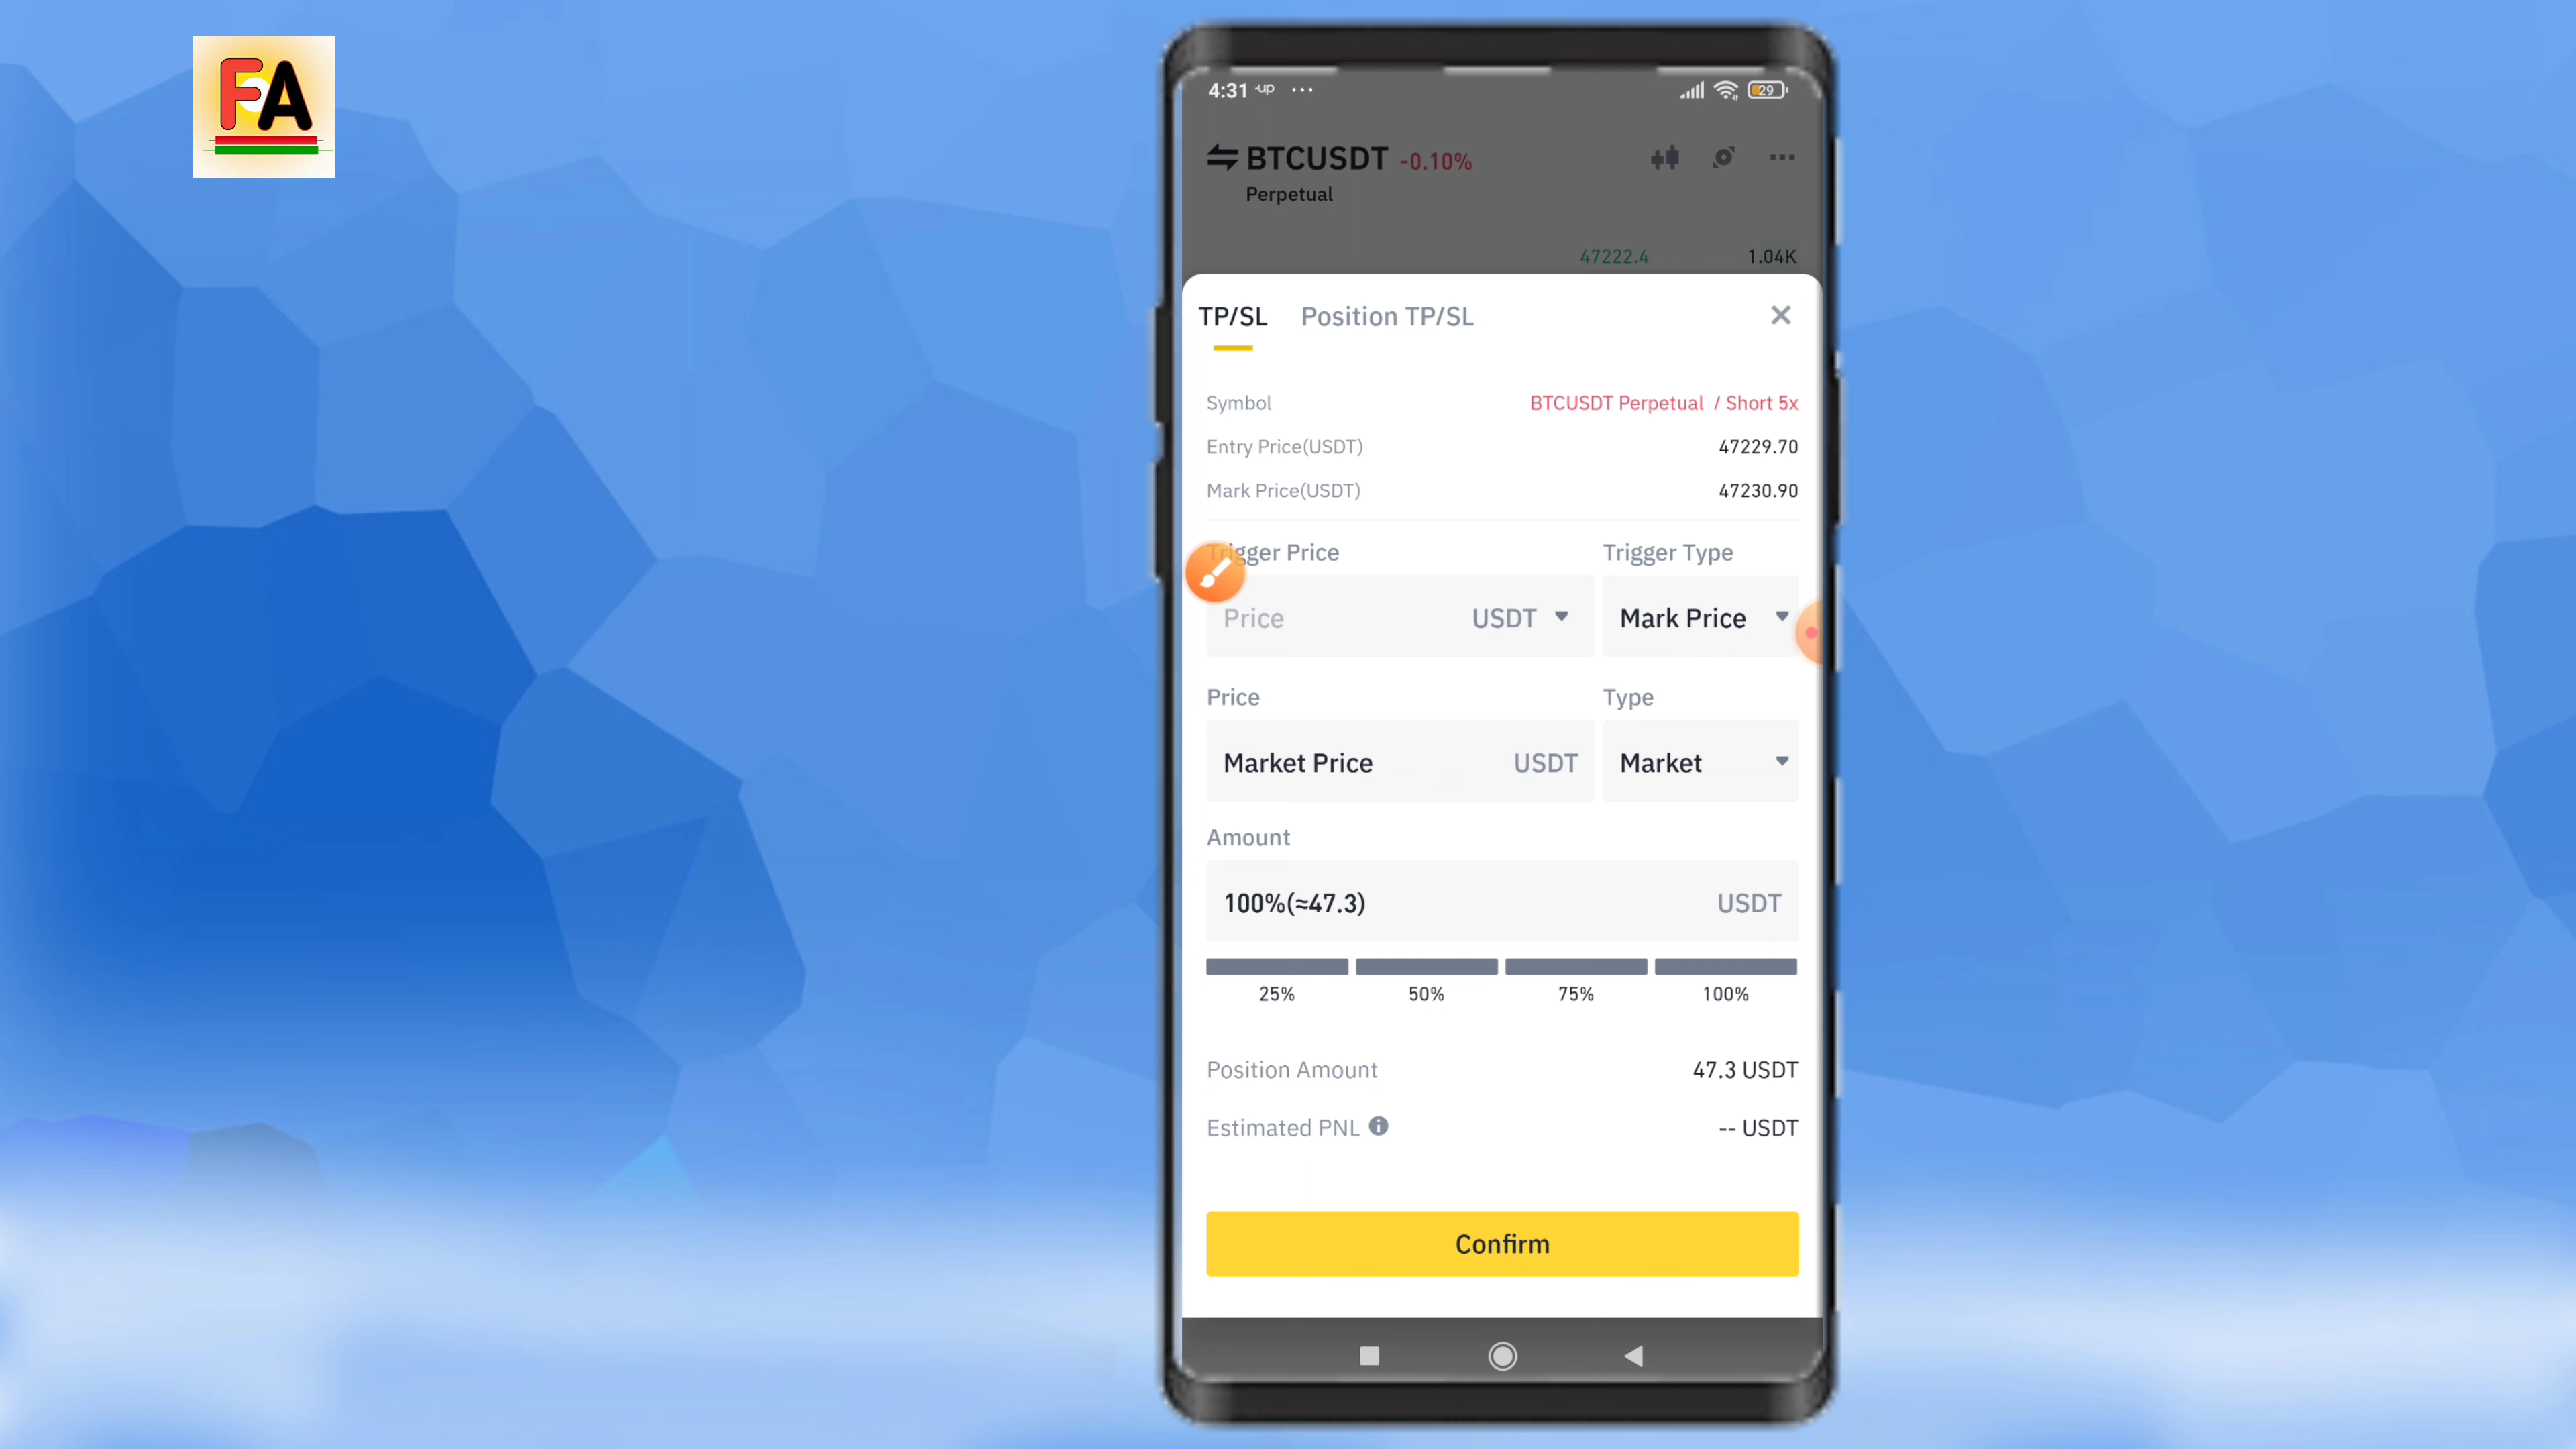 FA
4:31 ...
29
BTCUSDT -0.10%
Perpetual
47222.4 1.04K
TP/SL Position TP/SL
Symbol BTCUSDT Perpetual / Short 5x
Entry Price(USDT) 47229.70
Mark Price(USDT) 47230.90
Trigger Price Trigger Type
Price USDT Mark Price
Price Type
Market Price USDT Market
Amount
100%(≈47.3) USDT
25% 50% 75% 100%
Position Amount 47.3 USDT
Estimated PNL -- USDT
Confirm